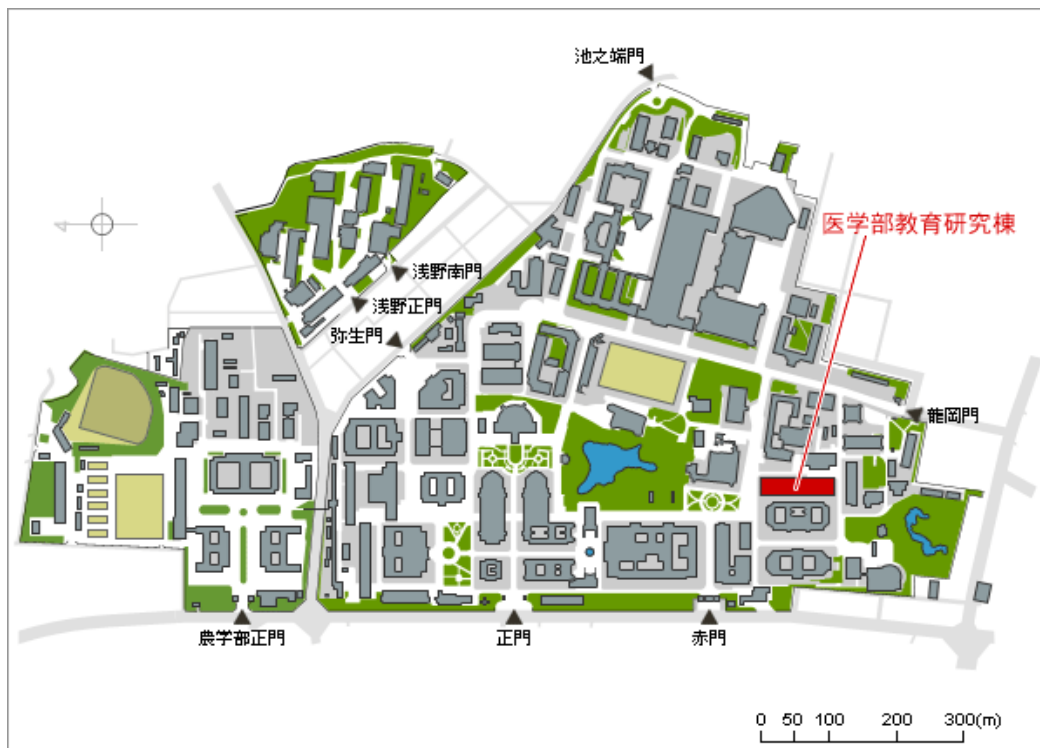 池之端門
医学部教育研究棟
浅野南門
浅野正門
弥生門
龍岡門
農学部正門
正門
赤門
0 50 100 200 300(m)